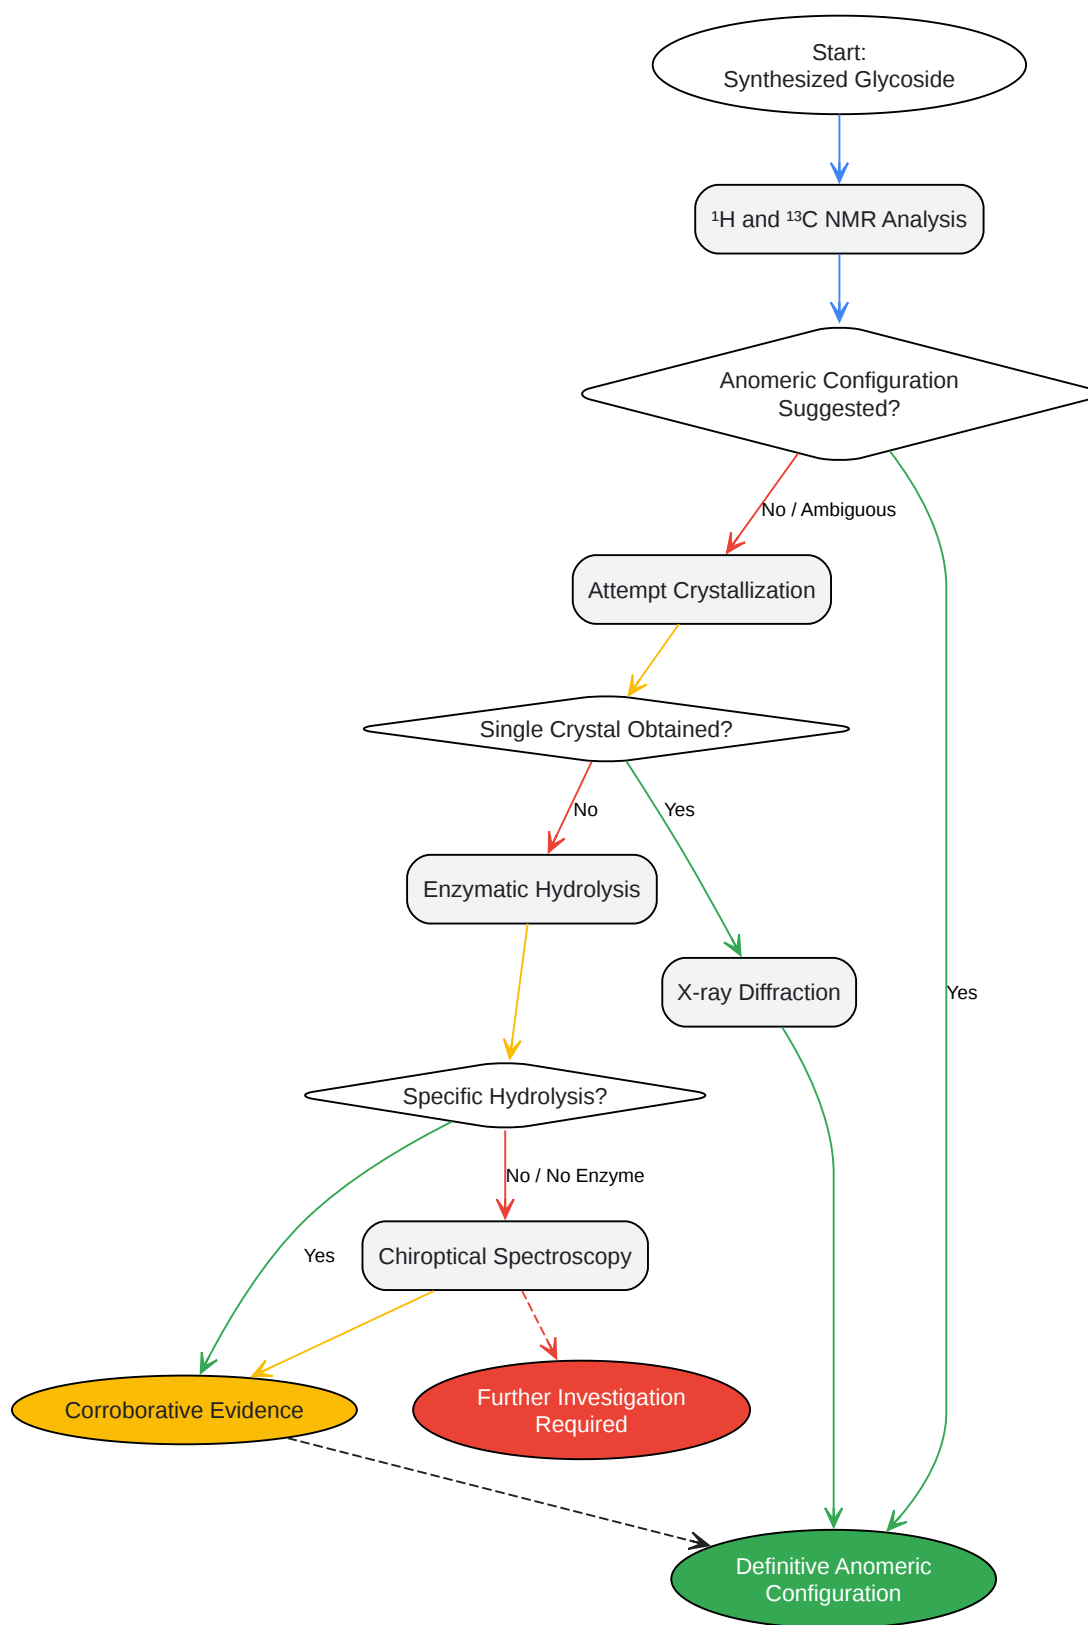 Start:
Synthesized Glycoside
¹H and ¹³C NMR Analysis
Anomeric Configuration
Suggested?
No / Ambiguous
Attempt Crystallization
Single Crystal Obtained?
No
Yes
Enzymatic Hydrolysis
X-ray Diffraction
Yes
Specific Hydrolysis?
No / No Enzyme
Yes
Chiroptical Spectroscopy
Corroborative Evidence
Further Investigation
Required
Definitive Anomeric
Configuration